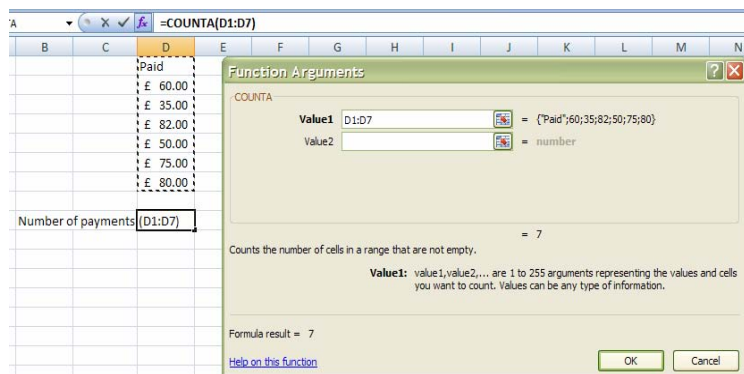 A =COUNTA(D1:D7)
B C D E F G H I J K L M N
Paid
£ 60.00
£ 35.00
£ 82.00
£ 50.00
£ 75.00
£ 80.00
Number of payments (D1:D7)
Function Arguments
COUNTA
Value1 D1:D7 = {"Paid";60;35;82;50;75;80}
Value2 = number
= 7
Counts the number of cells in a range that are not empty.
Value1: value1,value2,... are 1 to 255 arguments representing the values and cells
you want to count. Values can be any type of information.
Formula result = 7
Help on this function OK Cancel